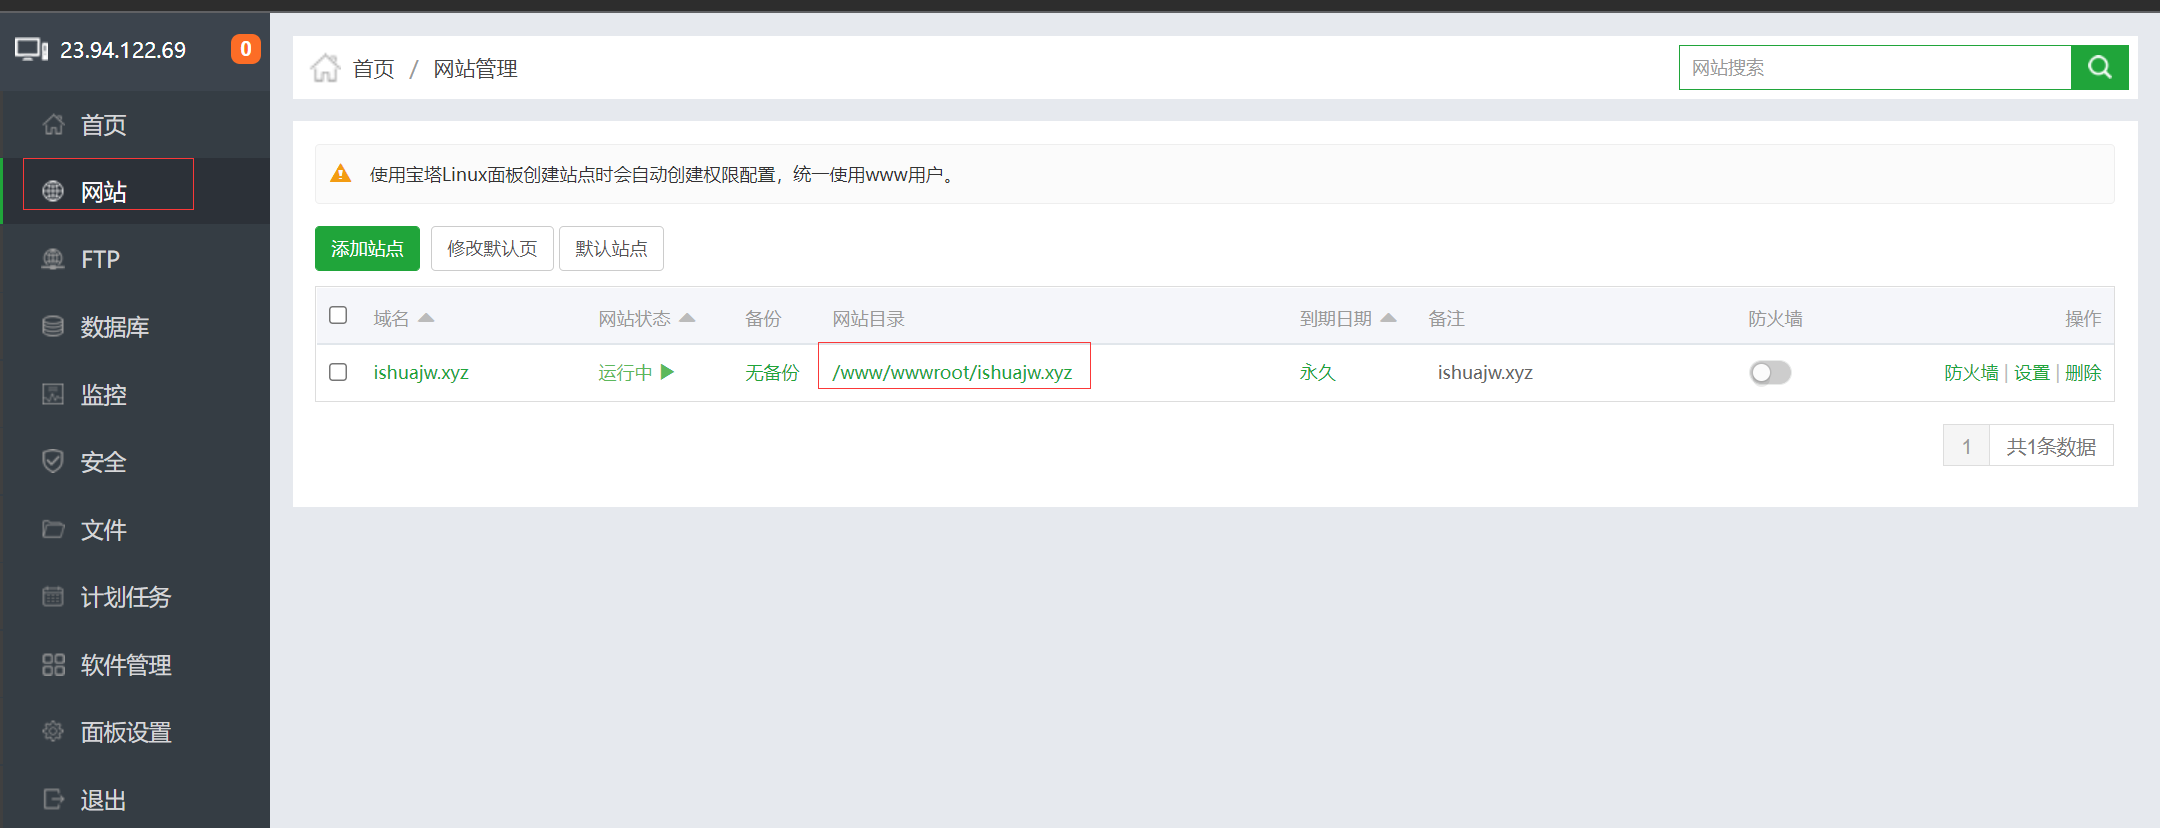 23.94.122.69 0
首页
网站
FTP
数据库
监控
安全
文件
计划任务
软件管理
面板设置
退出
首页 / 网站管理
网站搜索
使用宝塔Linux面板创建站点时会自动创建权限配置，统一使用www用户。
添加站点 修改默认页 默认站点
域名 网站状态 备份 网站目录 到期日期 备注 防火墙 操作
ishuajw.xyz 运行中 无备份 /www/wwwroot/ishuajw.xyz 永久 ishuajw.xyz 防火墙 | 设置 | 删除
1 共1条数据